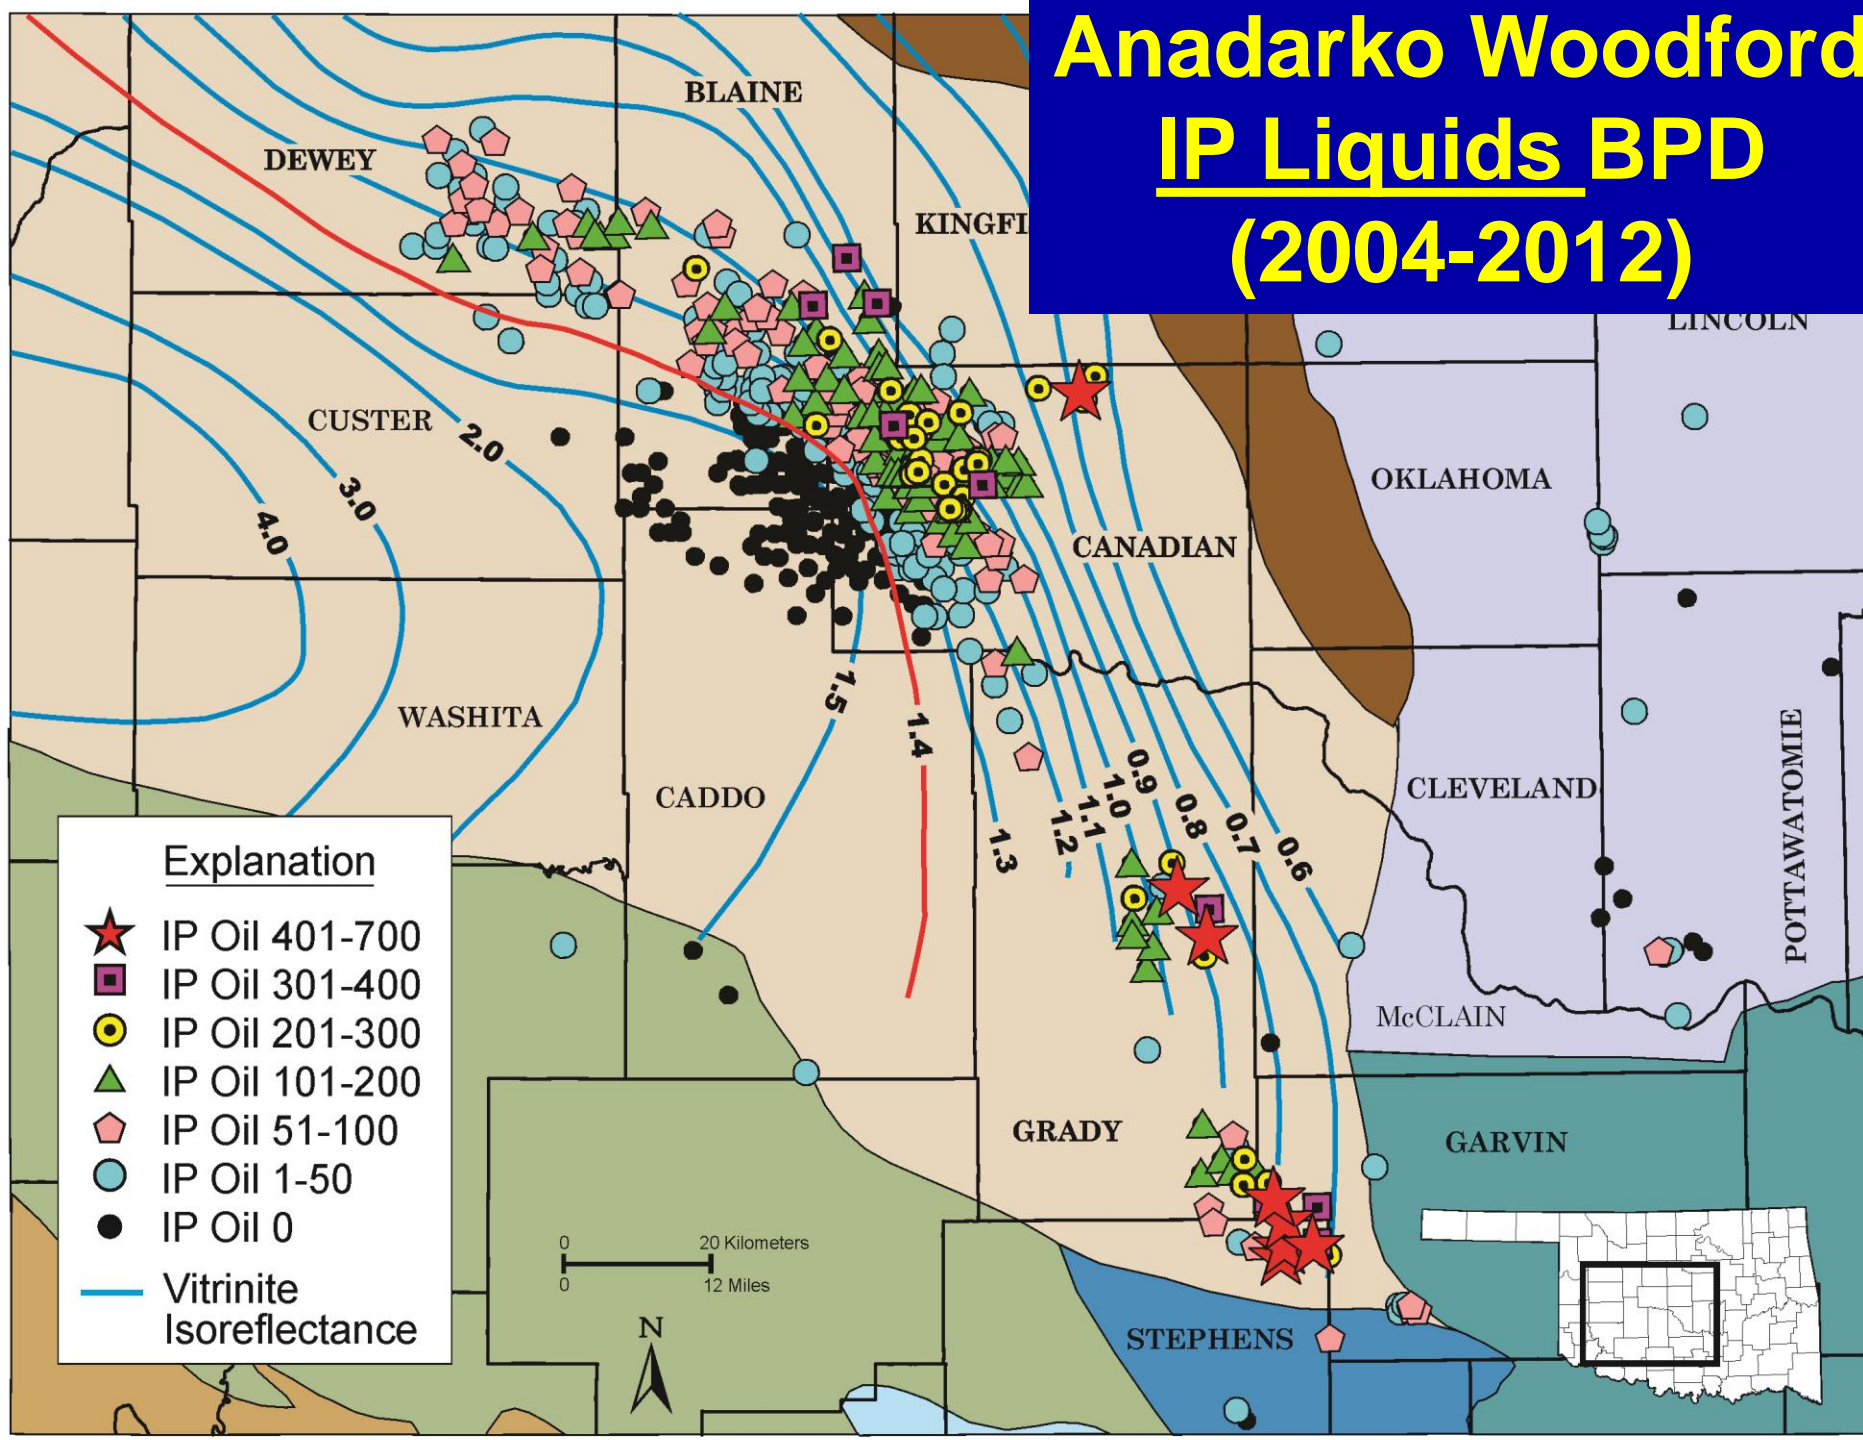 Anadarko Woodford
IP Liquids BPD
(2004-2012)
BLAINE
DEWEY
KINGFI
LINCOLN
CUSTER
2.0
3.0
4.0
OKLAHOMA
CANADIAN
WASHITA
1.5
1.4
CADDO
CLEVELAND
POTTAWATOMIE
1.3
1.2
1.1
1.0
0.9
0.8
0.7
0.6
McCLAIN
GRADY
GARVIN
STEPHENS
Explanation
IP Oil 401-700
IP Oil 301-400
IP Oil 201-300
IP Oil 101-200
IP Oil 51-100
IP Oil 1-50
IP Oil 0
Vitrinite
Isoreflectance
0 20 Kilometers
0 12 Miles
N